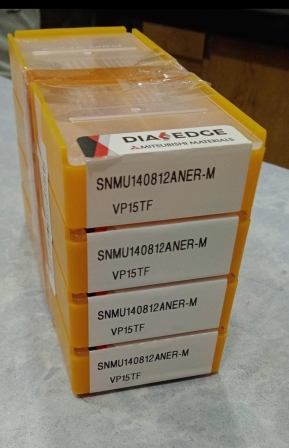 DIAEDGE
MITSUBISHI MATERIALS
SNMU140812ANER-M
VP15TF
SNMU140812ANER-M
VP15TF
SNMU140812ANER-M
VP15TF
SNMU140812ANER-M
VP15TF